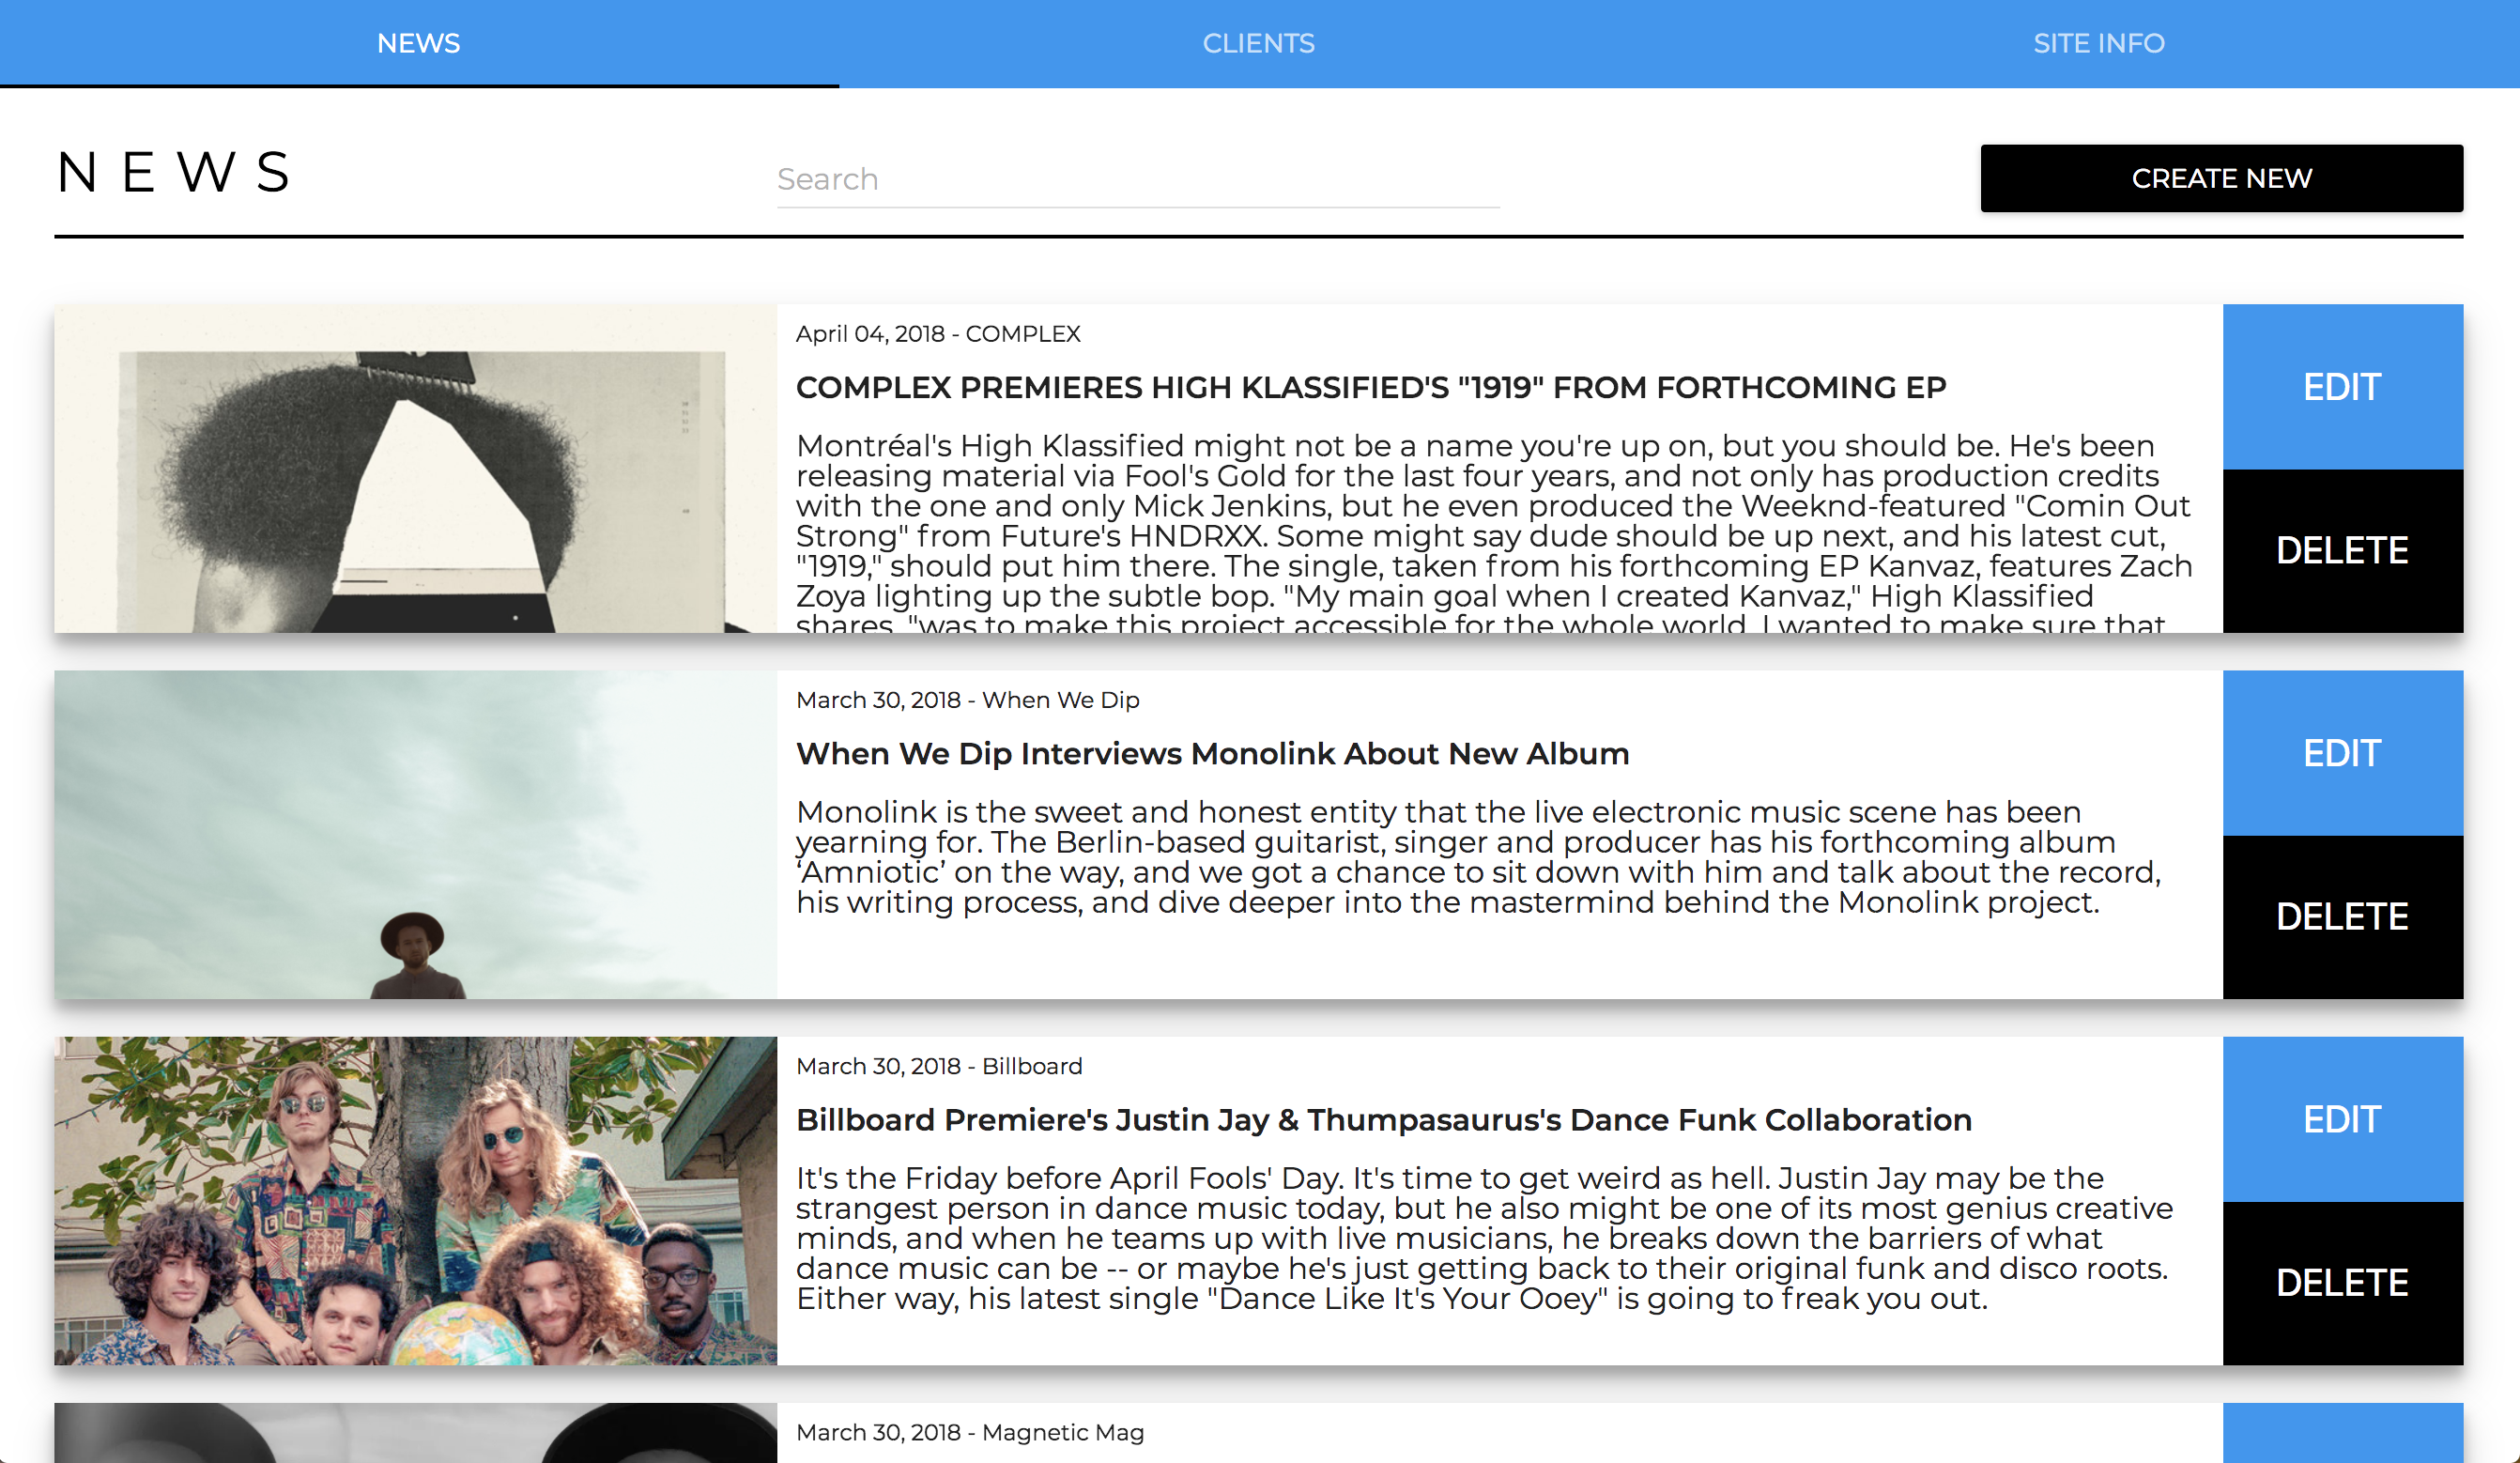 NEWS
CLIENTS
SITE INFO
NEWS
Search
CREATE NEW
April 04, 2018 - COMPLEX
COMPLEX PREMIERES HIGH KLASSIFIED'S "1919" FROM FORTHCOMING EP
Montréal's High Klassified might not be a name you're up on, but you should be. He's been
releasing material via Fool's Gold for the last four years, and not only has production credits
with the one and only Mick Jenkins, but he even produced the Weeknd-featured "Comin Out
Strong" from Future's HNDRXX. Some might say dude should be up next, and his latest cut,
"1919," should put him there. The single, taken from his forthcoming EP Kanvaz, features Zach
Zoya lighting up the subtle bop. "My main goal when I created Kanvaz," High Klassified
shares, "was to make this project accessible for the whole world. I wanted to make sure that
EDIT
DELETE
March 30, 2018 - When We Dip
When We Dip Interviews Monolink About New Album
Monolink is the sweet and honest entity that the live electronic music scene has been
yearning for. The Berlin-based guitarist, singer and producer has his forthcoming album
‘Amniotic’ on the way, and we got a chance to sit down with him and talk about the record,
his writing process, and dive deeper into the mastermind behind the Monolink project.
EDIT
DELETE
March 30, 2018 - Billboard
Billboard Premiere's Justin Jay & Thumpasaurus's Dance Funk Collaboration
It's the Friday before April Fools' Day. It's time to get weird as hell. Justin Jay may be the
strangest person in dance music today, but he also might be one of its most genius creative
minds, and when he teams up with live musicians, he breaks down the barriers of what
dance music can be -- or maybe he's just getting back to their original funk and disco roots.
Either way, his latest single "Dance Like It's Your Ooey" is going to freak you out.
EDIT
DELETE
March 30, 2018 - Magnetic Mag